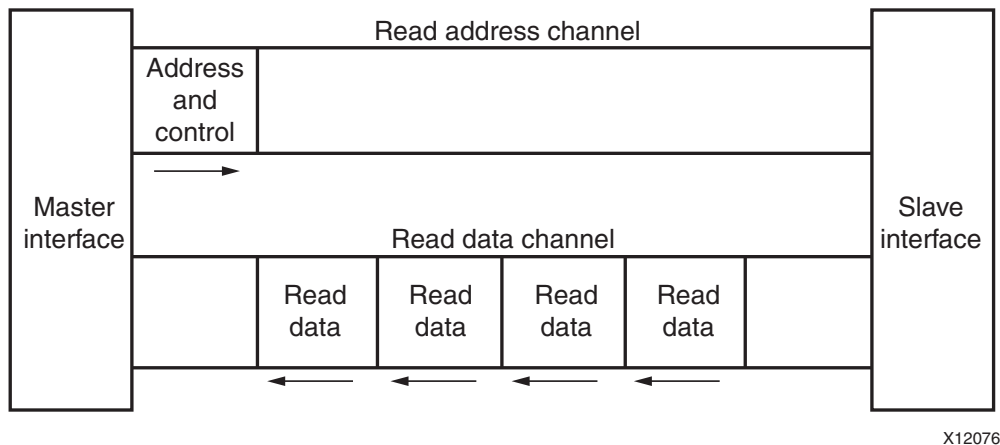 Read address channel
Address
and
control
Master
interface
Slave
interface
Read data channel
Read
data
Read
data
Read
data
Read
data
X12076